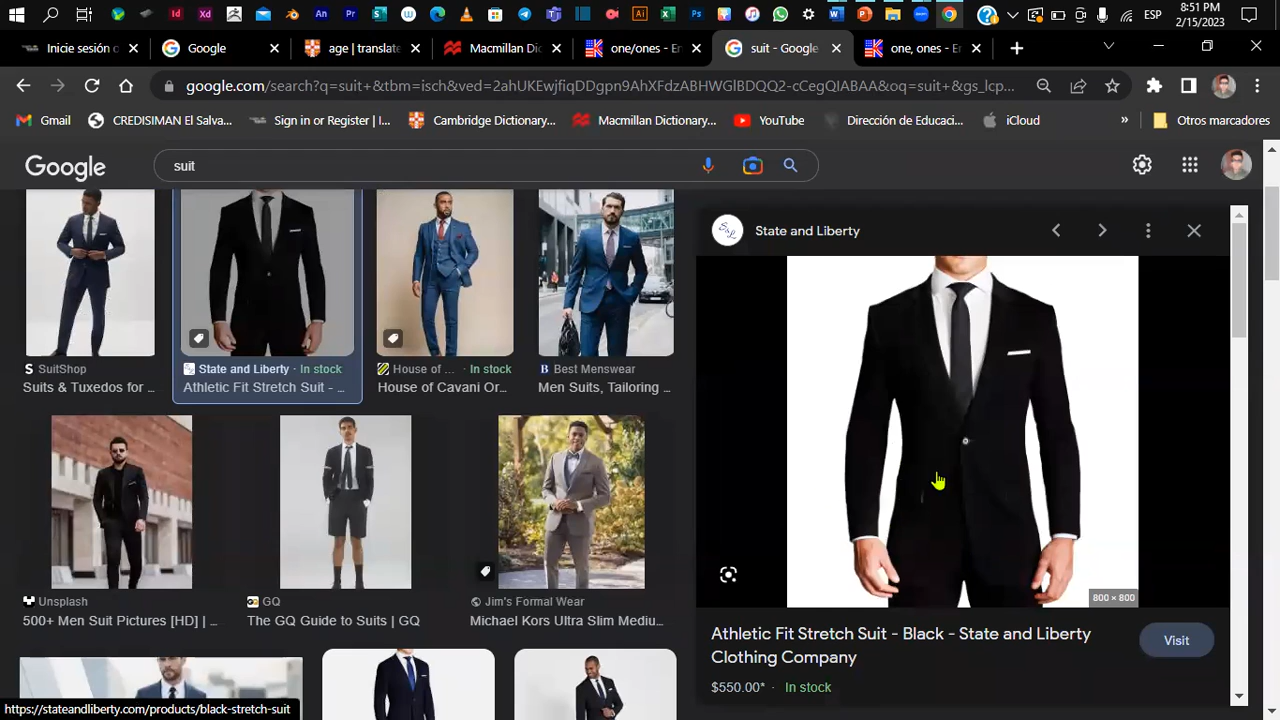 ESP
8:31 PM
2/15/2023
Inicie sesión c
Google
age | translate
Macmillan Dic
one/ones - En
suit - Google
one, ones - En
google.com/search?q=suit+&tbm=isch&ved=2ahUKEwjfiqDDgpn9AhXFdzABHWGlBDQQ2-cCegQIABAA&oq=suit+&gs_lcp...
Gmail
CREDISIMAN El Salva...
Sign in or Register | I...
Cambridge Dictionary...
Macmillan Dictionary...
YouTube
Dirección de Educaci...
iCloud
»
Otros marcadores
Google
suit
State and Liberty
SuitShop
Suits & Tuxedos for ...
State and Liberty · In stock
Athletic Fit Stretch Suit - ...
House of ... · In stock
House of Cavani Or...
Best Menswear
Men Suits, Tailoring ...
800 × 800
Unsplash
500+ Men Suit Pictures [HD] | ...
GQ
The GQ Guide to Suits | GQ
Jim's Formal Wear
Michael Kors Ultra Slim Mediu...
Athletic Fit Stretch Suit - Black - State and Liberty
Clothing Company
Visit
$550.00* · In stock
https://stateandliberty.com/products/black-stretch-suit